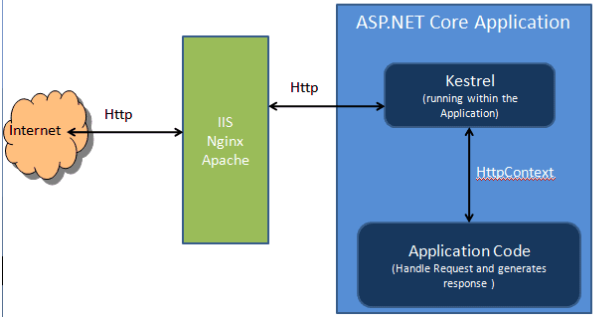 ASP.NET Core Application
Kestrel
(running within the
Application)
Http
Http
Internet
IIS
Nginx
Apache
HttpContext
Application Code
(Handle Request and generates
response )